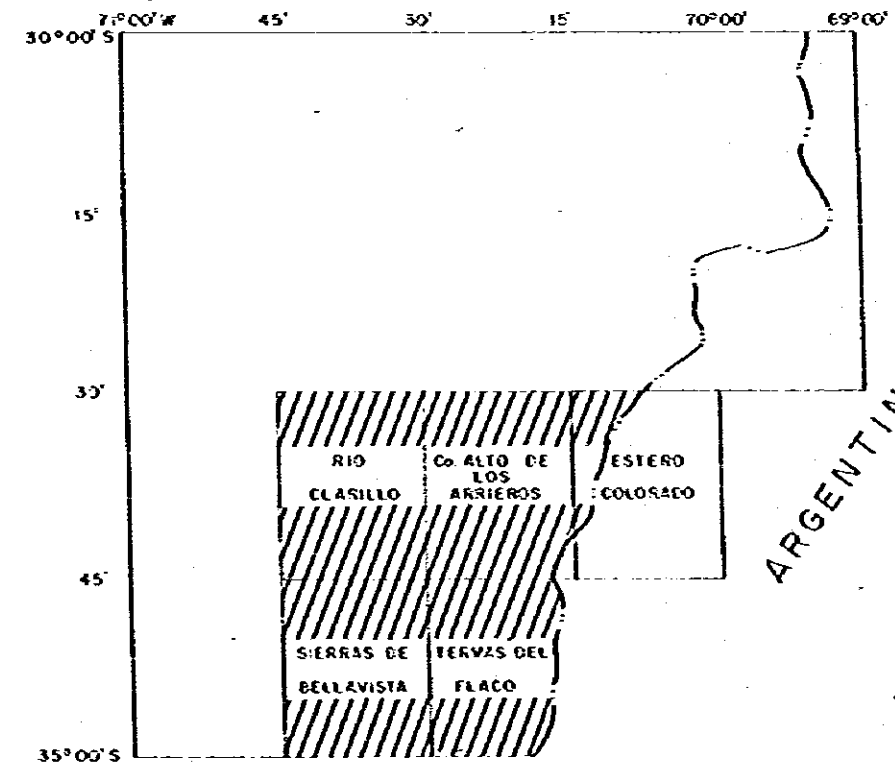 71°00' W 45' 30' 15' 70°00' 69°00'
30°00' S
15'
30'
RIO
CLASILLO
Co. ALTO DE
LOS
ARRIEROS
ESTERO
COLORADO
ARGENTIN
45'
SIERRAS DE
BELLAVISTA
TERMAS DEL
FLACO
35°00' S